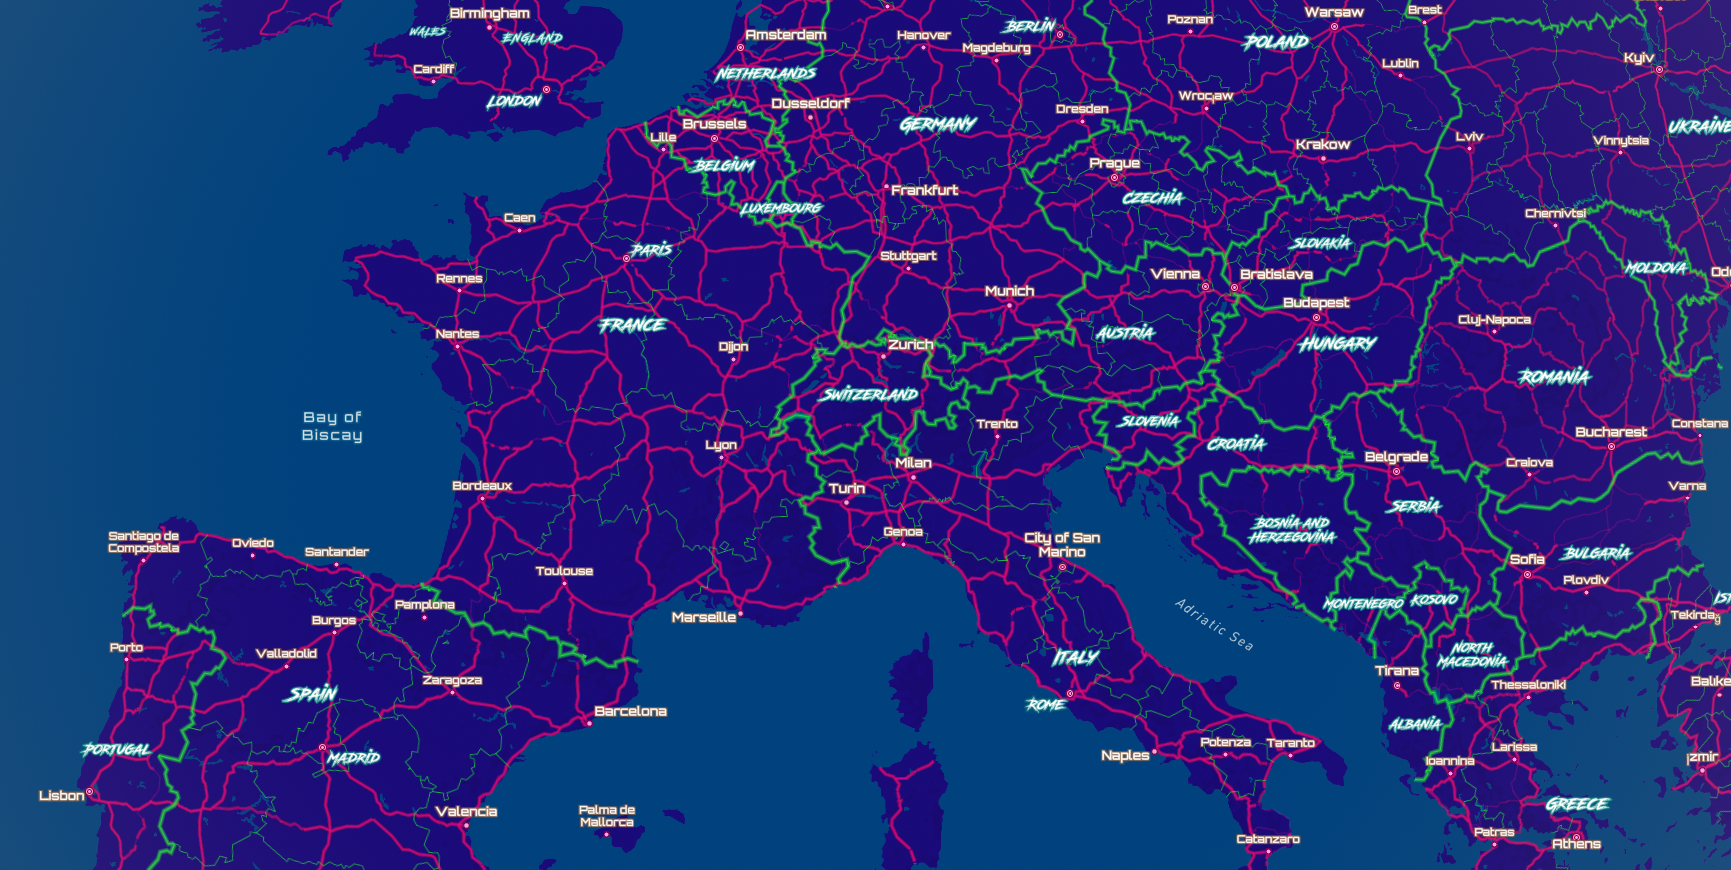 Birmingham
WALES
ENGLAND
Cardiff
LONDON
Amsterdam
NETHERLANDS
Hanover
Magdeburg
BERLIN
Poznan
Warsaw
POLAND
Brest
Lublin
Kyiv
Dusseldorf
Brussels
Lille
BELGIUM
GERMANY
Dresden
Wrocław
Krakow
Lviv
Vinnytsia
UKRAINE
Frankfurt
Prague
CZECHIA
LUXEMBOURG
Caen
PARIS
Chernivtsi
Rennes
Stuttgart
SLOVAKIA
MOLDOVA
Vienna
Bratislava
Munich
Budapest
Nantes
FRANCE
Dijon
Zurich
AUSTRIA
HUNGARY
Cluj-Napoca
ROMANIA
SWITZERLAND
Bay of
Biscay
Trento
SLOVENIA
CROATIA
Lyon
Milan
Belgrade
Bucharest
Constana
Craiova
Bordeaux
Turin
Varna
SERBIA
Santiago de
Compostela
Oviedo
Santander
Genoa
City of San
Marino
BOSNIA AND
HERZEGOVINA
Sofia
BULGARIA
Plovdiv
Toulouse
Pamplona
Burgos
Marseille
Adriatic Sea
MONTENEGRO
KOSOVO
Tekirdağ
Porto
Valladolid
Zaragoza
SPAIN
Barcelona
ITALY
ROME
NORTH
MACEDONIA
Tirana
Thessaloniki
ALBANIA
PORTUGAL
MADRID
Naples
Potenza
Taranto
Larissa
Ioannina
Izmir
Lisbon
Valencia
Palma de
Mallorca
GREECE
Catanzaro
Patras
Athens